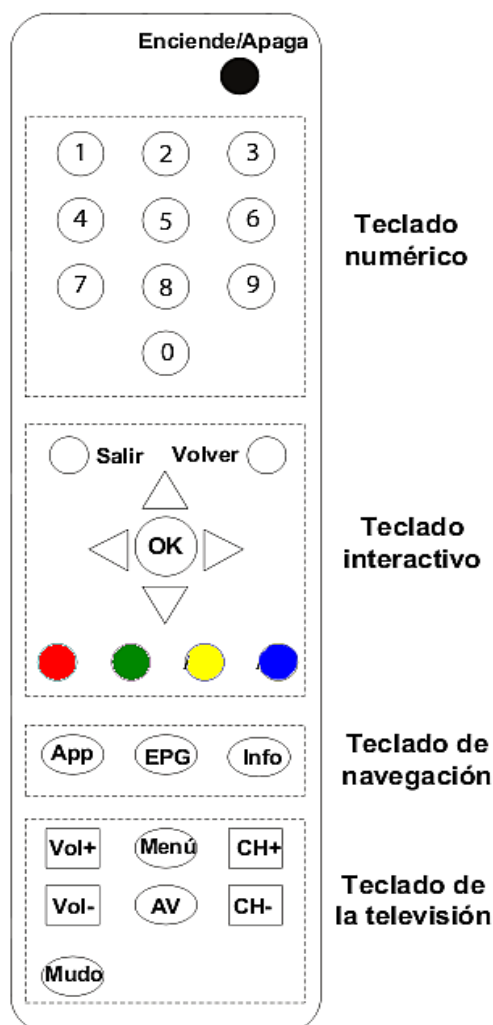 Enciende/Apaga
1 2 3
4 5 6
7 8 9
0
Teclado
numérico
Salir Volver
OK
Teclado
interactivo
App EPG Info
Teclado de
navegación
Vol+ Menú CH+
Vol- AV CH-
Mudo
Teclado de
la televisión